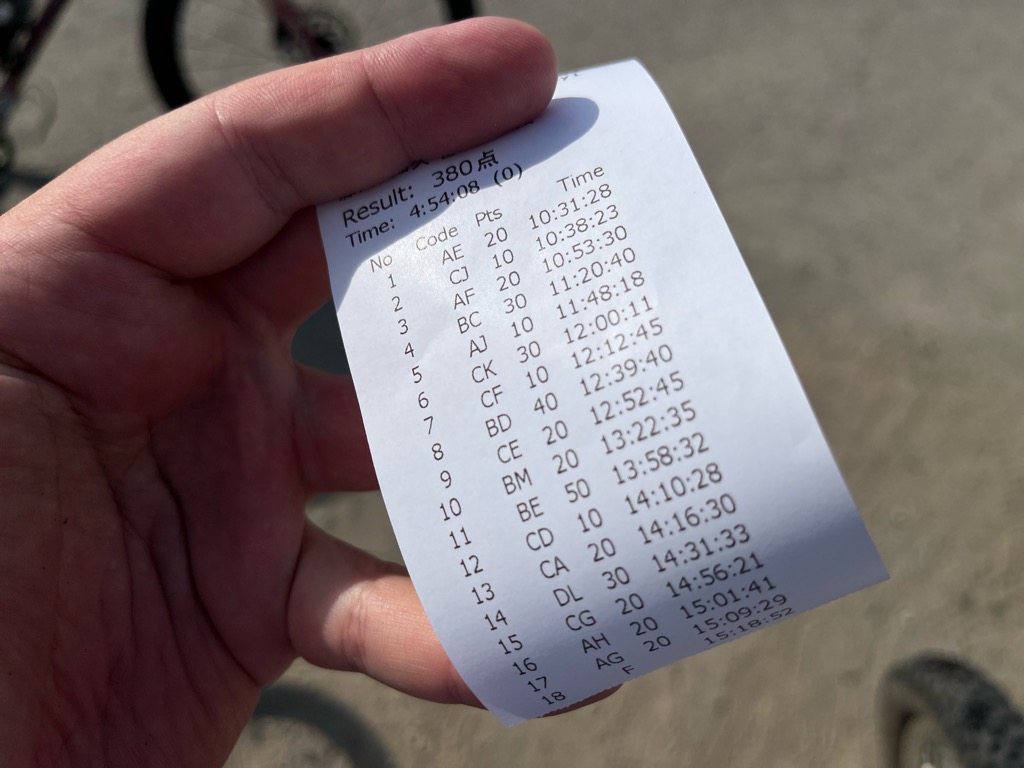 Result: 380点
Time: 4:54:08 (0)
No Code Pts Time
1 AE 20 10:31:28
2 CJ 10 10:38:23
3 AF 20 10:53:30
4 BC 30 11:20:40
5 AJ 10 11:48:18
6 CK 30 12:00:11
7 CF 10 12:12:45
8 BD 40 12:39:40
9 CE 20 12:52:45
10 BM 20 13:22:35
11 BE 50 13:58:32
12 CD 10 14:10:28
13 CA 20 14:16:30
14 DL 30 14:31:33
15 CG 20 14:56:21
16 AH 20 15:01:41
17 AG 20 15:09:29
18 F 15:18:52